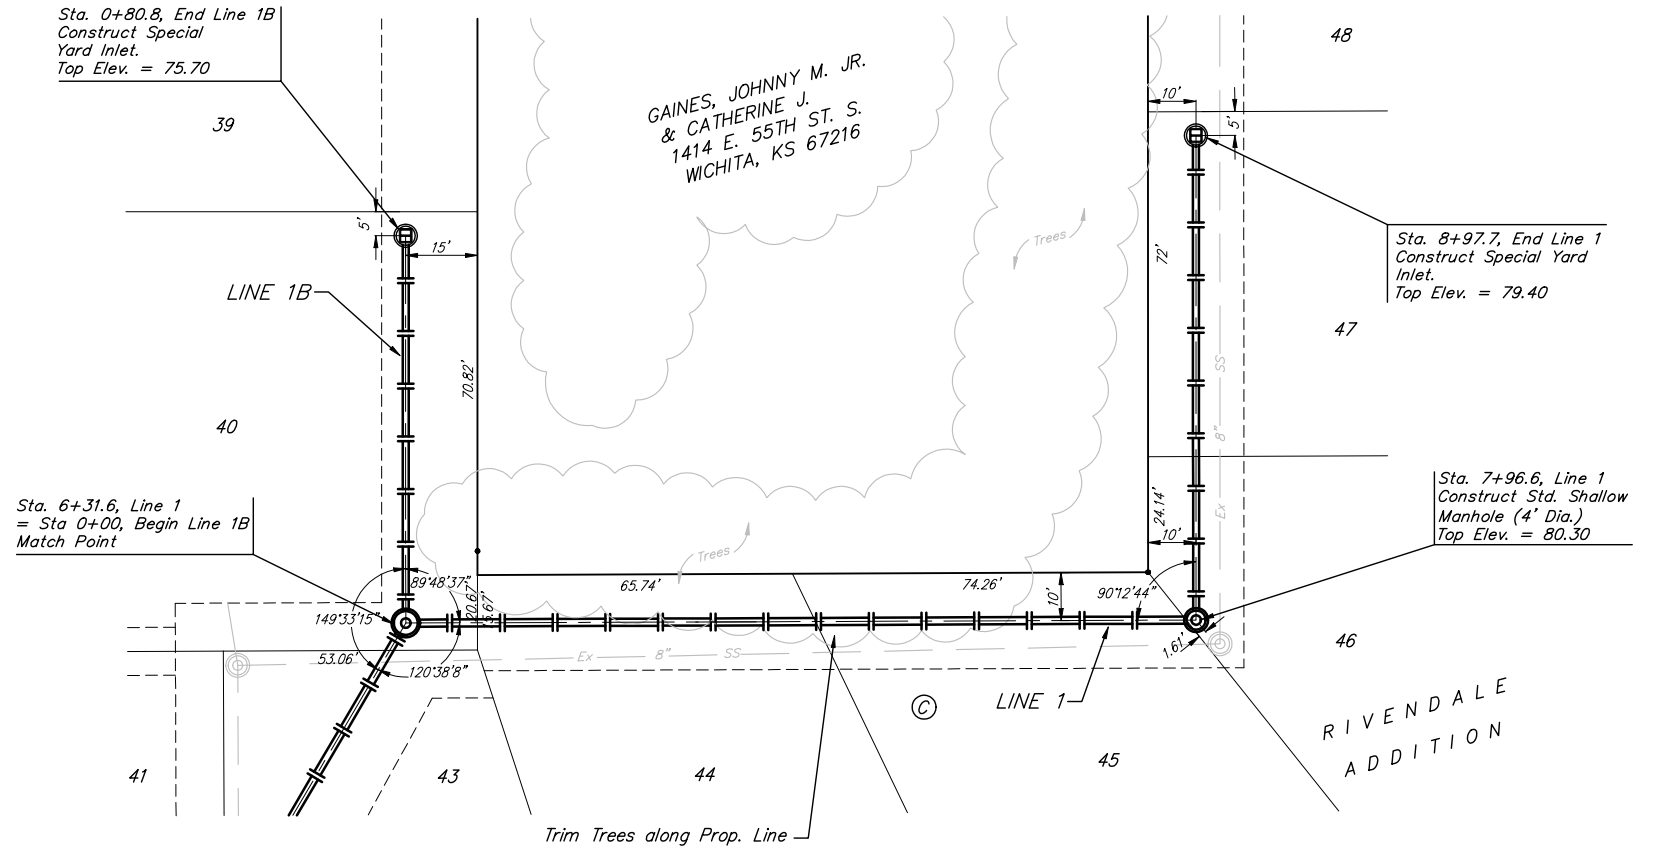 Sta. 0+80.8, End Line 1B
Construct Special
Yard Inlet.
Top Elev. = 75.70
39
5'
15'
LINE 1B
70.82'
40
Sta. 6+31.6, Line 1
= Sta 0+00, Begin Line 1B
Match Point
89°48'37"
20.67'
5.67'
149°33'15"
53.06'
120°38'8"
GAINES, JOHNNY M. JR.
& CATHERINE J.
1414 E. 55TH ST. S.
WICHITA, KS 67216
Trees
Trees
65.74'
74.26'
10'
90°12'44"
48
10'
5'
72'
Sta. 8+97.7, End Line 1
Construct Special Yard
Inlet.
Top Elev. = 79.40
47
SS
8"
Ex
24.14'
10'
Sta. 7+96.6, Line 1
Construct Std. Shallow
Manhole (4' Dia.)
Top Elev. = 80.30
46
1.61'
Ex 8" SS
LINE 1
C
RIVENDALE
ADDITION
41
43
44
45
Trim Trees along Prop. Line